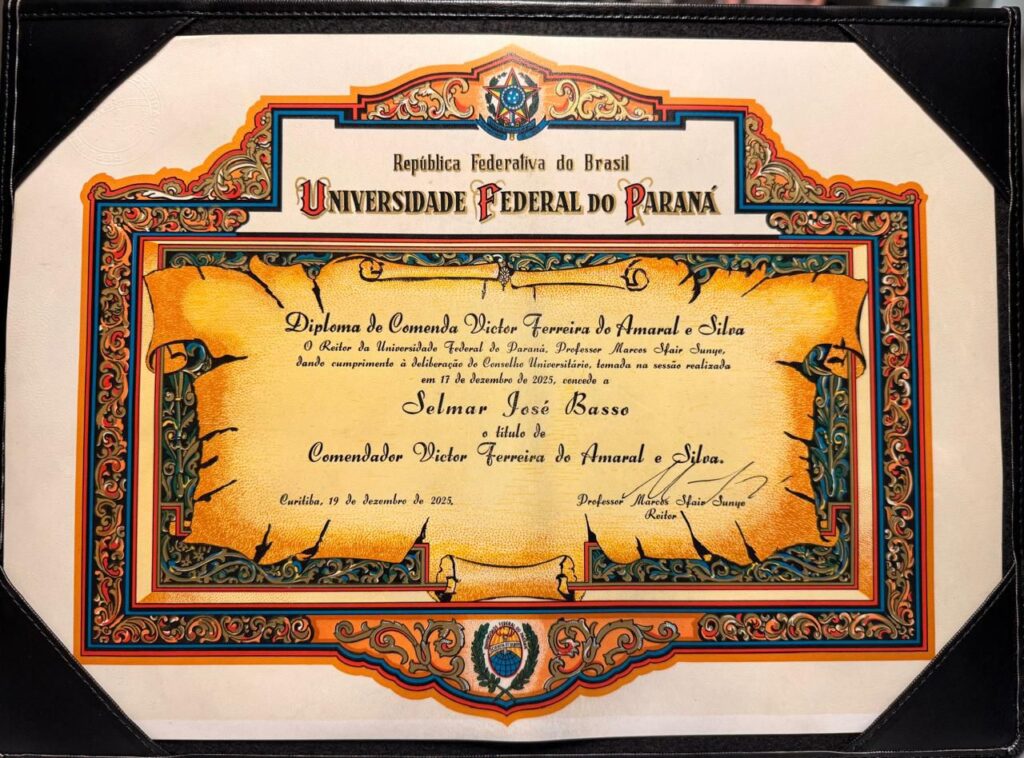 República Federativa do Brasil
UNIVERSIDADE FEDERAL DO PARANÁ
Diploma de Comenda Victor Ferreira do Amaral e Silva
O Reitor da Universidade Federal do Paraná, Professor Marcos Sfair Sunye,
dando cumprimento à deliberação do Conselho Universitário, tomada na sessão realizada
em 17 de dezembro de 2025, concede a
Selmar José Basso
o título de
Comendador Victor Ferreira do Amaral e Silva.
Curitiba, 19 de dezembro de 2025.
Professor Marcos Sfair Sunye
Reitor